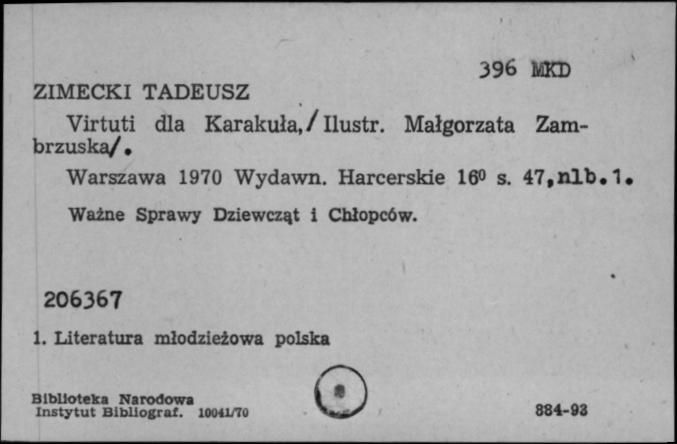 396 MKD
ZIMECKI TADEUSZ
Virtuti dla Karakuła,/Ilustr. Małgorzata Zam-
brzuska/.
Warszawa 1970 Wydawn. Harcerskie 16⁰ s. 47,nlb.1.
Ważne Sprawy Dziewcząt i Chłopców.
206367
1. Literatura młodzieżowa polska
Biblioteka Narodowa
Instytut Bibliograf. 10041/70
884-93